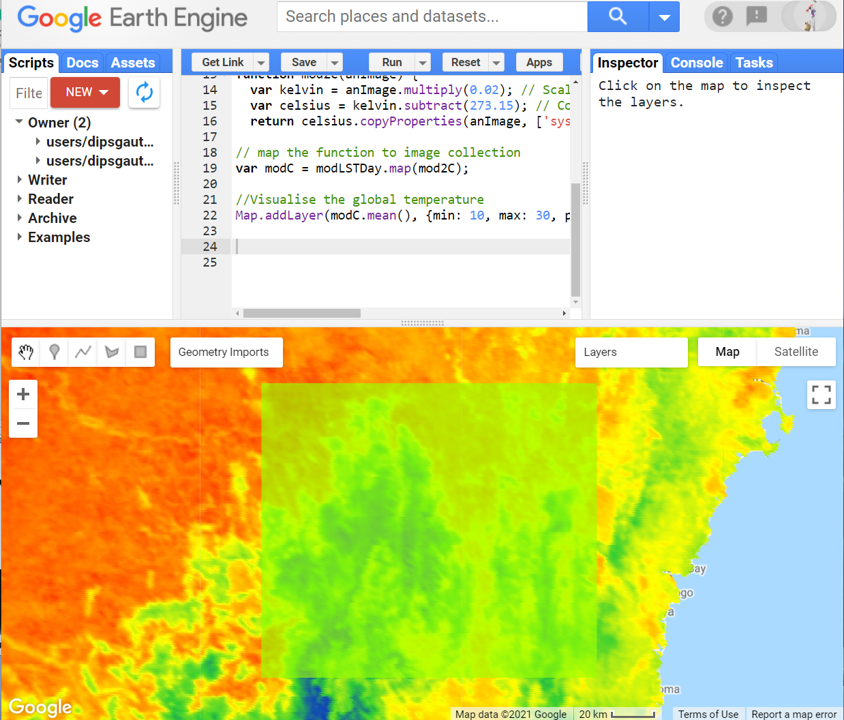 Google Earth Engine
Search places and datasets...
Scripts Docs Assets
Get Link Save Run Reset Apps
Inspector Console Tasks
Filte NEW
Owner (2)
users/dipsgaut...
users/dipsgaut...
Writer
Reader
Archive
Examples
14 var kelvin = anImage.multiply(0.02); // Scal
15 var celsius = kelvin.subtract(273.15); // Co
16 return celsius.copyProperties(anImage, ['sys
17
18 // map the function to image collection
19 var modC = modLSTDay.map(mod2C);
20
21 //Visualise the global temperature
22 Map.addLayer(modC.mean(), {min: 10, max: 30, p
23
24
25
Click on the map to inspect
the layers.
Geometry Imports
Layers
Map Satellite
Google
Map data ©2021 Google 20 km Terms of Use Report a map error